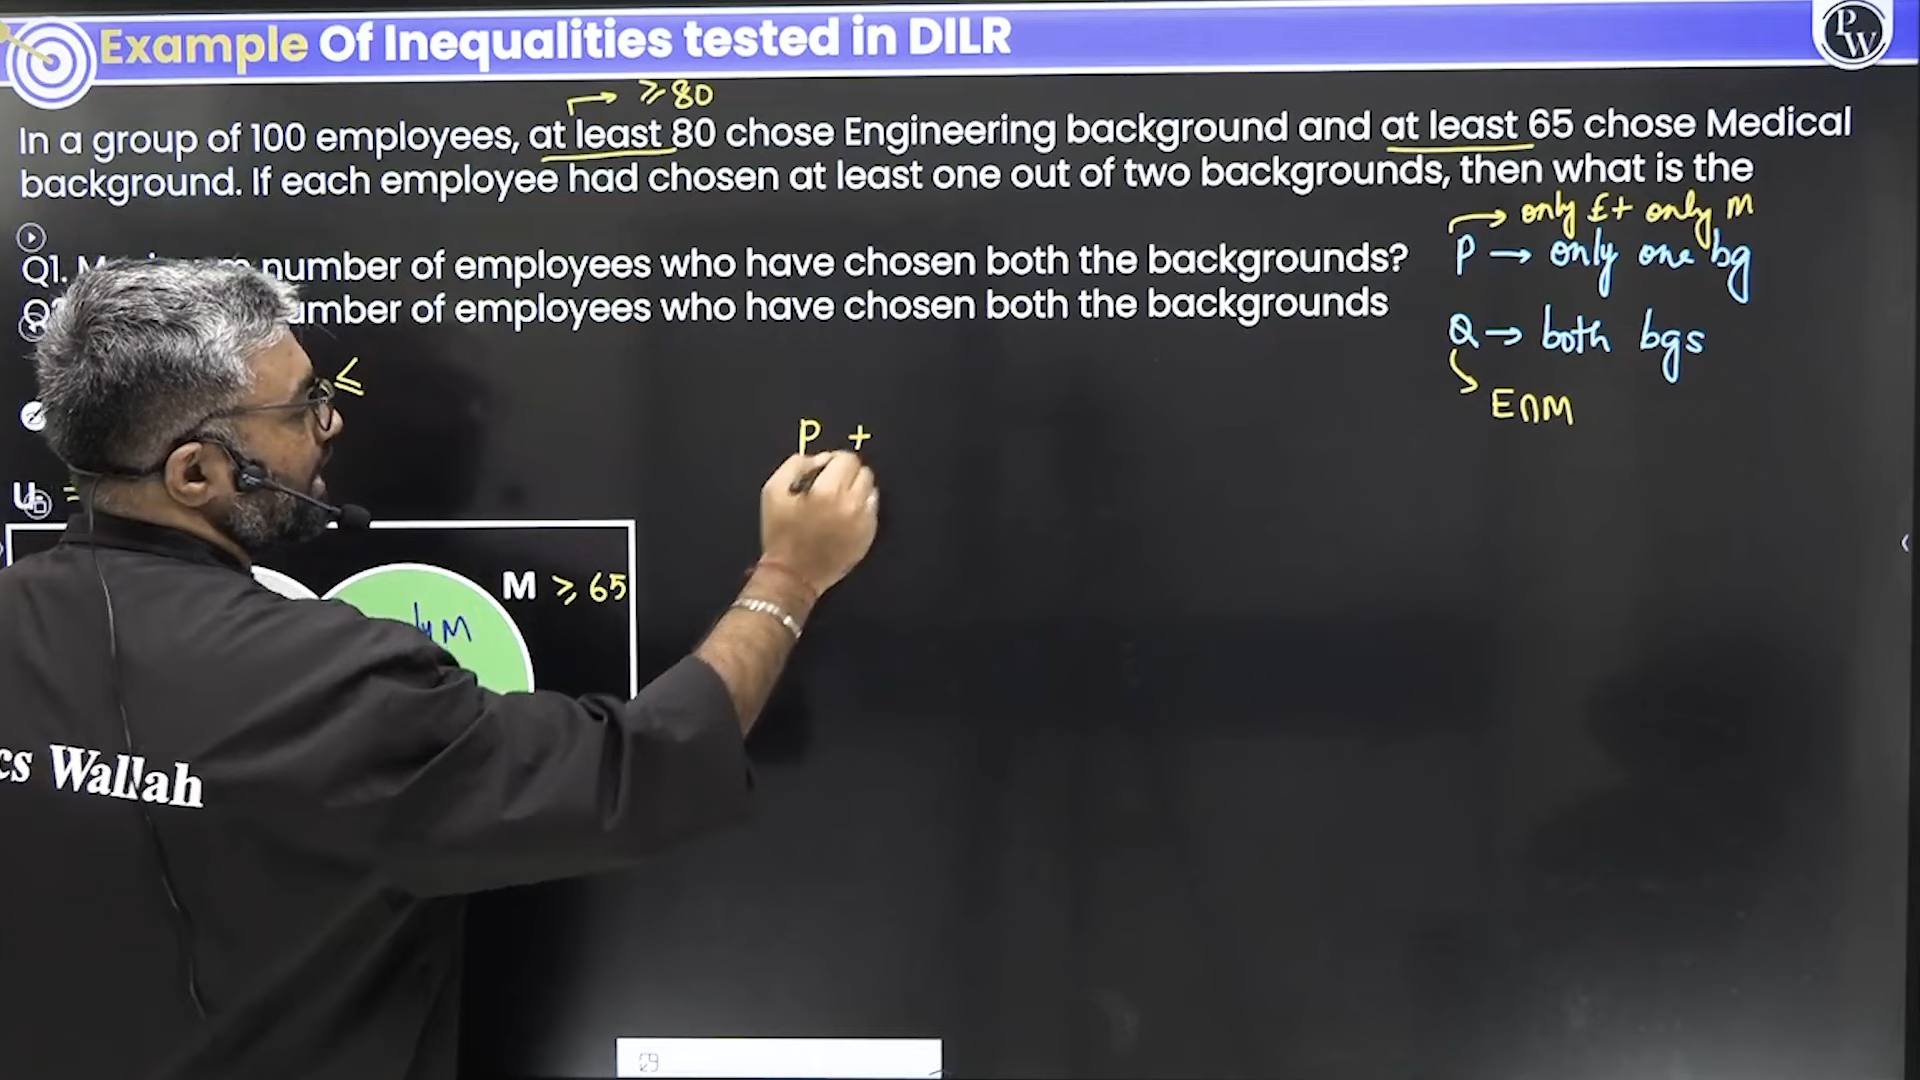 Example Of Inequalities tested in DILR
PW
≥ 80
In a group of 100 employees, at least 80 chose Engineering background and at least 65 chose Medical
background. If each employee had chosen at least one out of two backgrounds, then what is the
only E + only M
P → only one bg
Q1. number of employees who have chosen both the backgrounds?
number of employees who have chosen both the backgrounds
Q → both bgs
E∩M
≤
P +
U =
M ≥ 65
M
cs Wallah